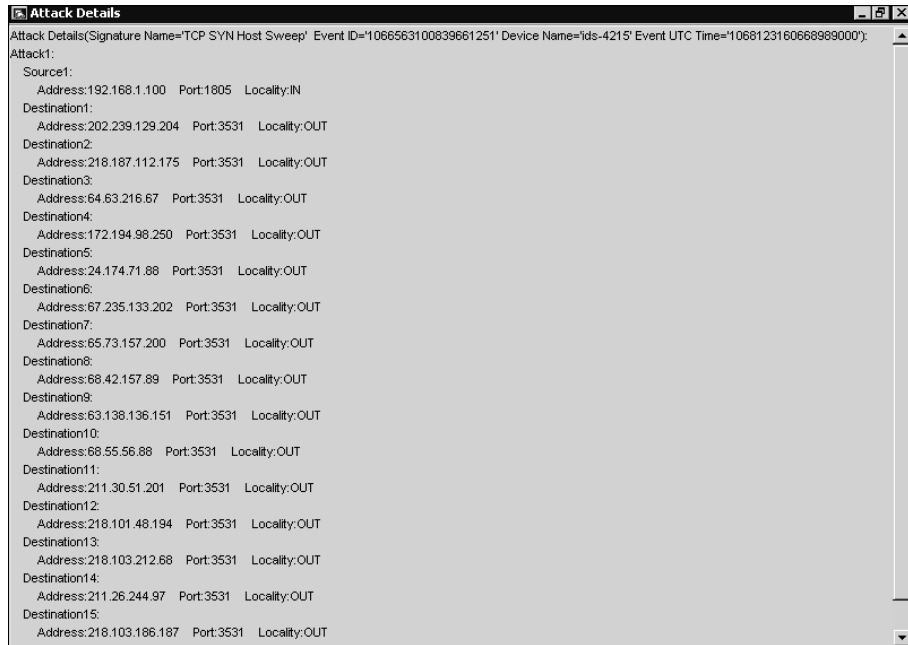 Attack Details
Attack Details(Signature Name='TCP SYN Host Sweep' Event ID='1066563100839661251' Device Name='ids-4215' Event UTC Time='1068123160668989000'):
Attack1:
Source1:
Address:192.168.1.100 Port:1805 Locality:IN
Destination1:
Address:202.239.129.204 Port:3531 Locality:OUT
Destination2:
Address:218.187.112.175 Port:3531 Locality:OUT
Destination3:
Address:64.63.216.67 Port:3531 Locality:OUT
Destination4:
Address:172.194.98.250 Port:3531 Locality:OUT
Destination5:
Address:24.174.71.88 Port:3531 Locality:OUT
Destination6:
Address:67.235.133.202 Port:3531 Locality:OUT
Destination7:
Address:65.73.157.200 Port:3531 Locality:OUT
Destination8:
Address:68.42.157.89 Port:3531 Locality:OUT
Destination9:
Address:63.138.136.151 Port:3531 Locality:OUT
Destination10:
Address:68.55.56.88 Port:3531 Locality:OUT
Destination11:
Address:211.30.51.201 Port:3531 Locality:OUT
Destination12:
Address:218.101.48.194 Port:3531 Locality:OUT
Destination13:
Address:218.103.212.68 Port:3531 Locality:OUT
Destination14:
Address:211.26.244.97 Port:3531 Locality:OUT
Destination15:
Address:218.103.186.187 Port:3531 Locality:OUT